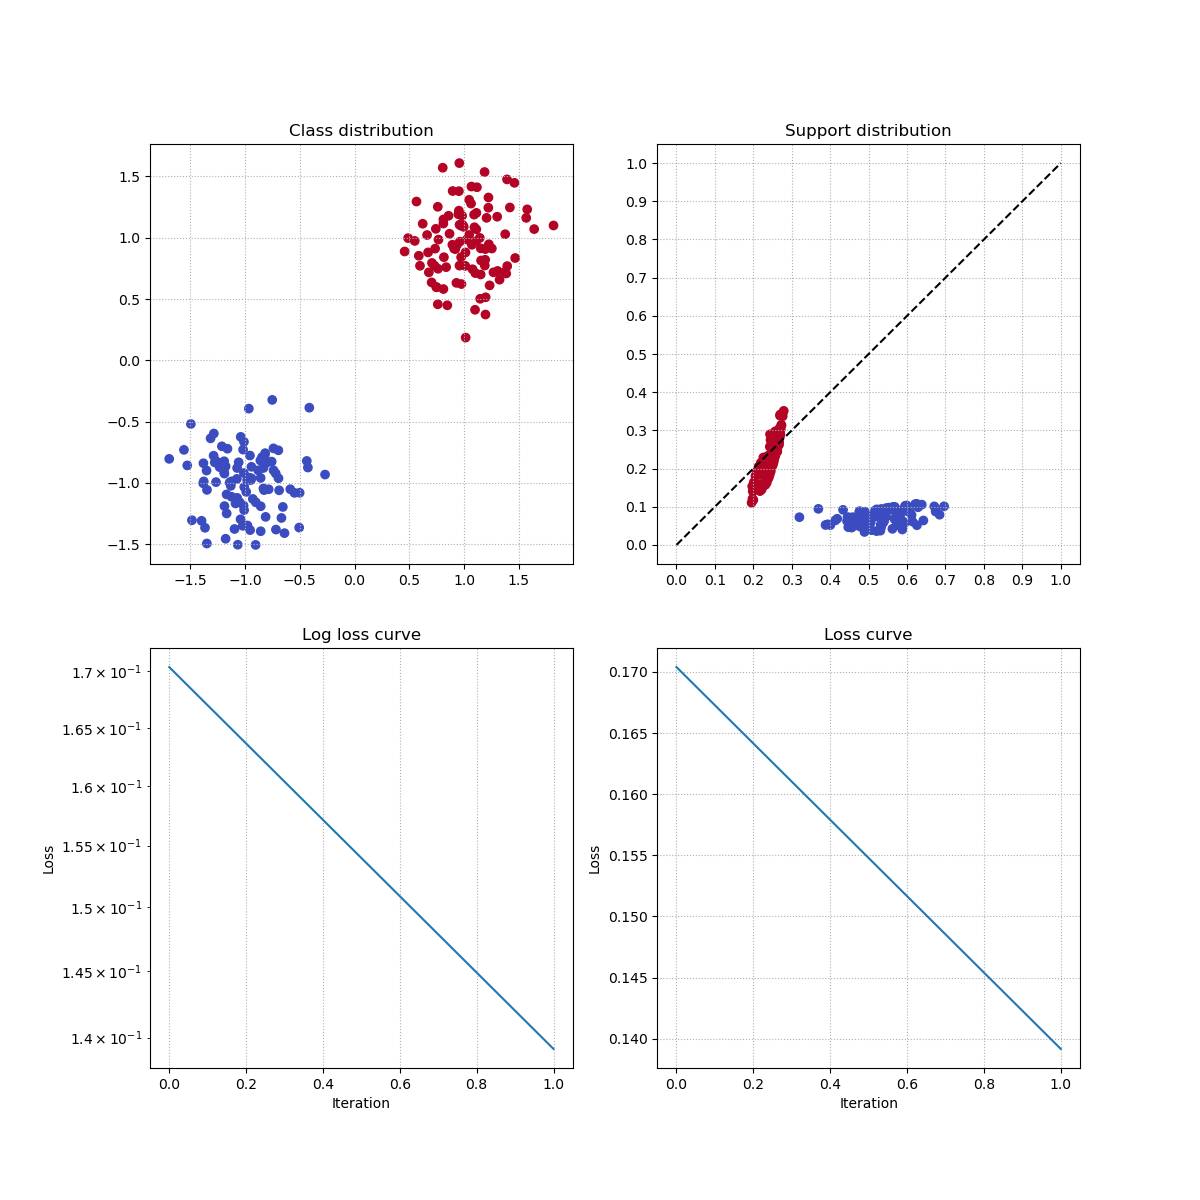 Class distribution
1.5
1.0
0.5
0.0
−0.5
−1.0
−1.5
−1.5 −1.0 −0.5 0.0 0.5 1.0 1.5
Support distribution
1.0
0.9
0.8
0.7
0.6
0.5
0.4
0.3
0.2
0.1
0.0
0.0 0.1 0.2 0.3 0.4 0.5 0.6 0.7 0.8 0.9 1.0
Log loss curve
1.7 × 10⁻¹
1.65 × 10⁻¹
1.6 × 10⁻¹
1.55 × 10⁻¹
1.5 × 10⁻¹
1.45 × 10⁻¹
1.4 × 10⁻¹
Loss
0.0 0.2 0.4 0.6 0.8 1.0
Iteration
Loss curve
0.170
0.165
0.160
0.155
0.150
0.145
0.140
Loss
0.0 0.2 0.4 0.6 0.8 1.0
Iteration